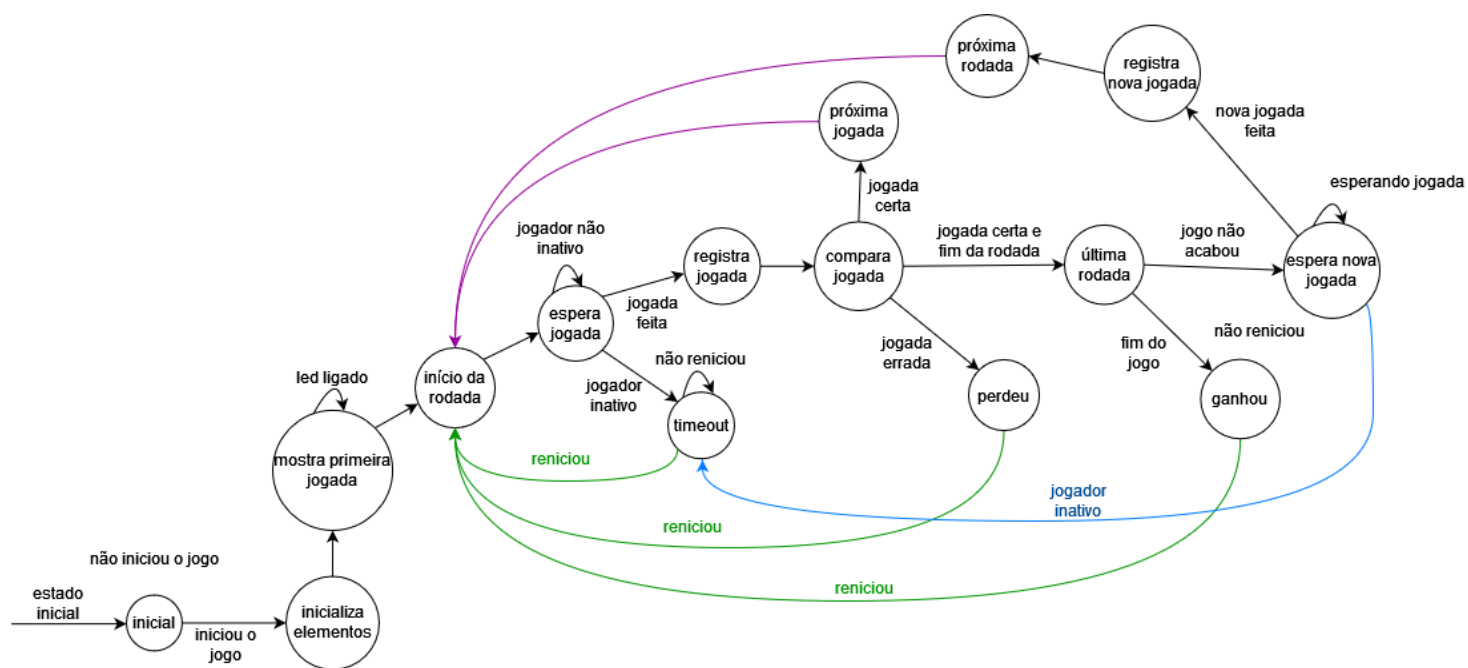 próxima
rodada
registra
nova jogada
próxima
jogada
nova jogada
feita
esperando jogada
jogada
certa
jogador não
inativo
registra
jogada
compara
jogada
jogada certa e
fim da rodada
última
rodada
jogo não
acabou
espera nova
jogada
espera
jogada
jogada
feita
jogada
errada
fim do
jogo
não reniciou
não reniciou
led ligado
início da
rodada
jogador
inativo
timeout
perdeu
ganhou
mostra primeira
jogada
reniciou
jogador
inativo
reniciou
reniciou
não iniciou o jogo
estado
inicial
inicial
iniciou o
jogo
inicializa
elementos